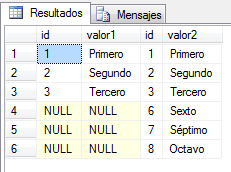 Resultados Mensajes
id valor1 id valor2
1 1 Primero 1 Primero
2 2 Segundo 2 Segundo
3 3 Tercero 3 Tercero
4 NULL NULL 6 Sexto
5 NULL NULL 7 Séptimo
6 NULL NULL 8 Octavo